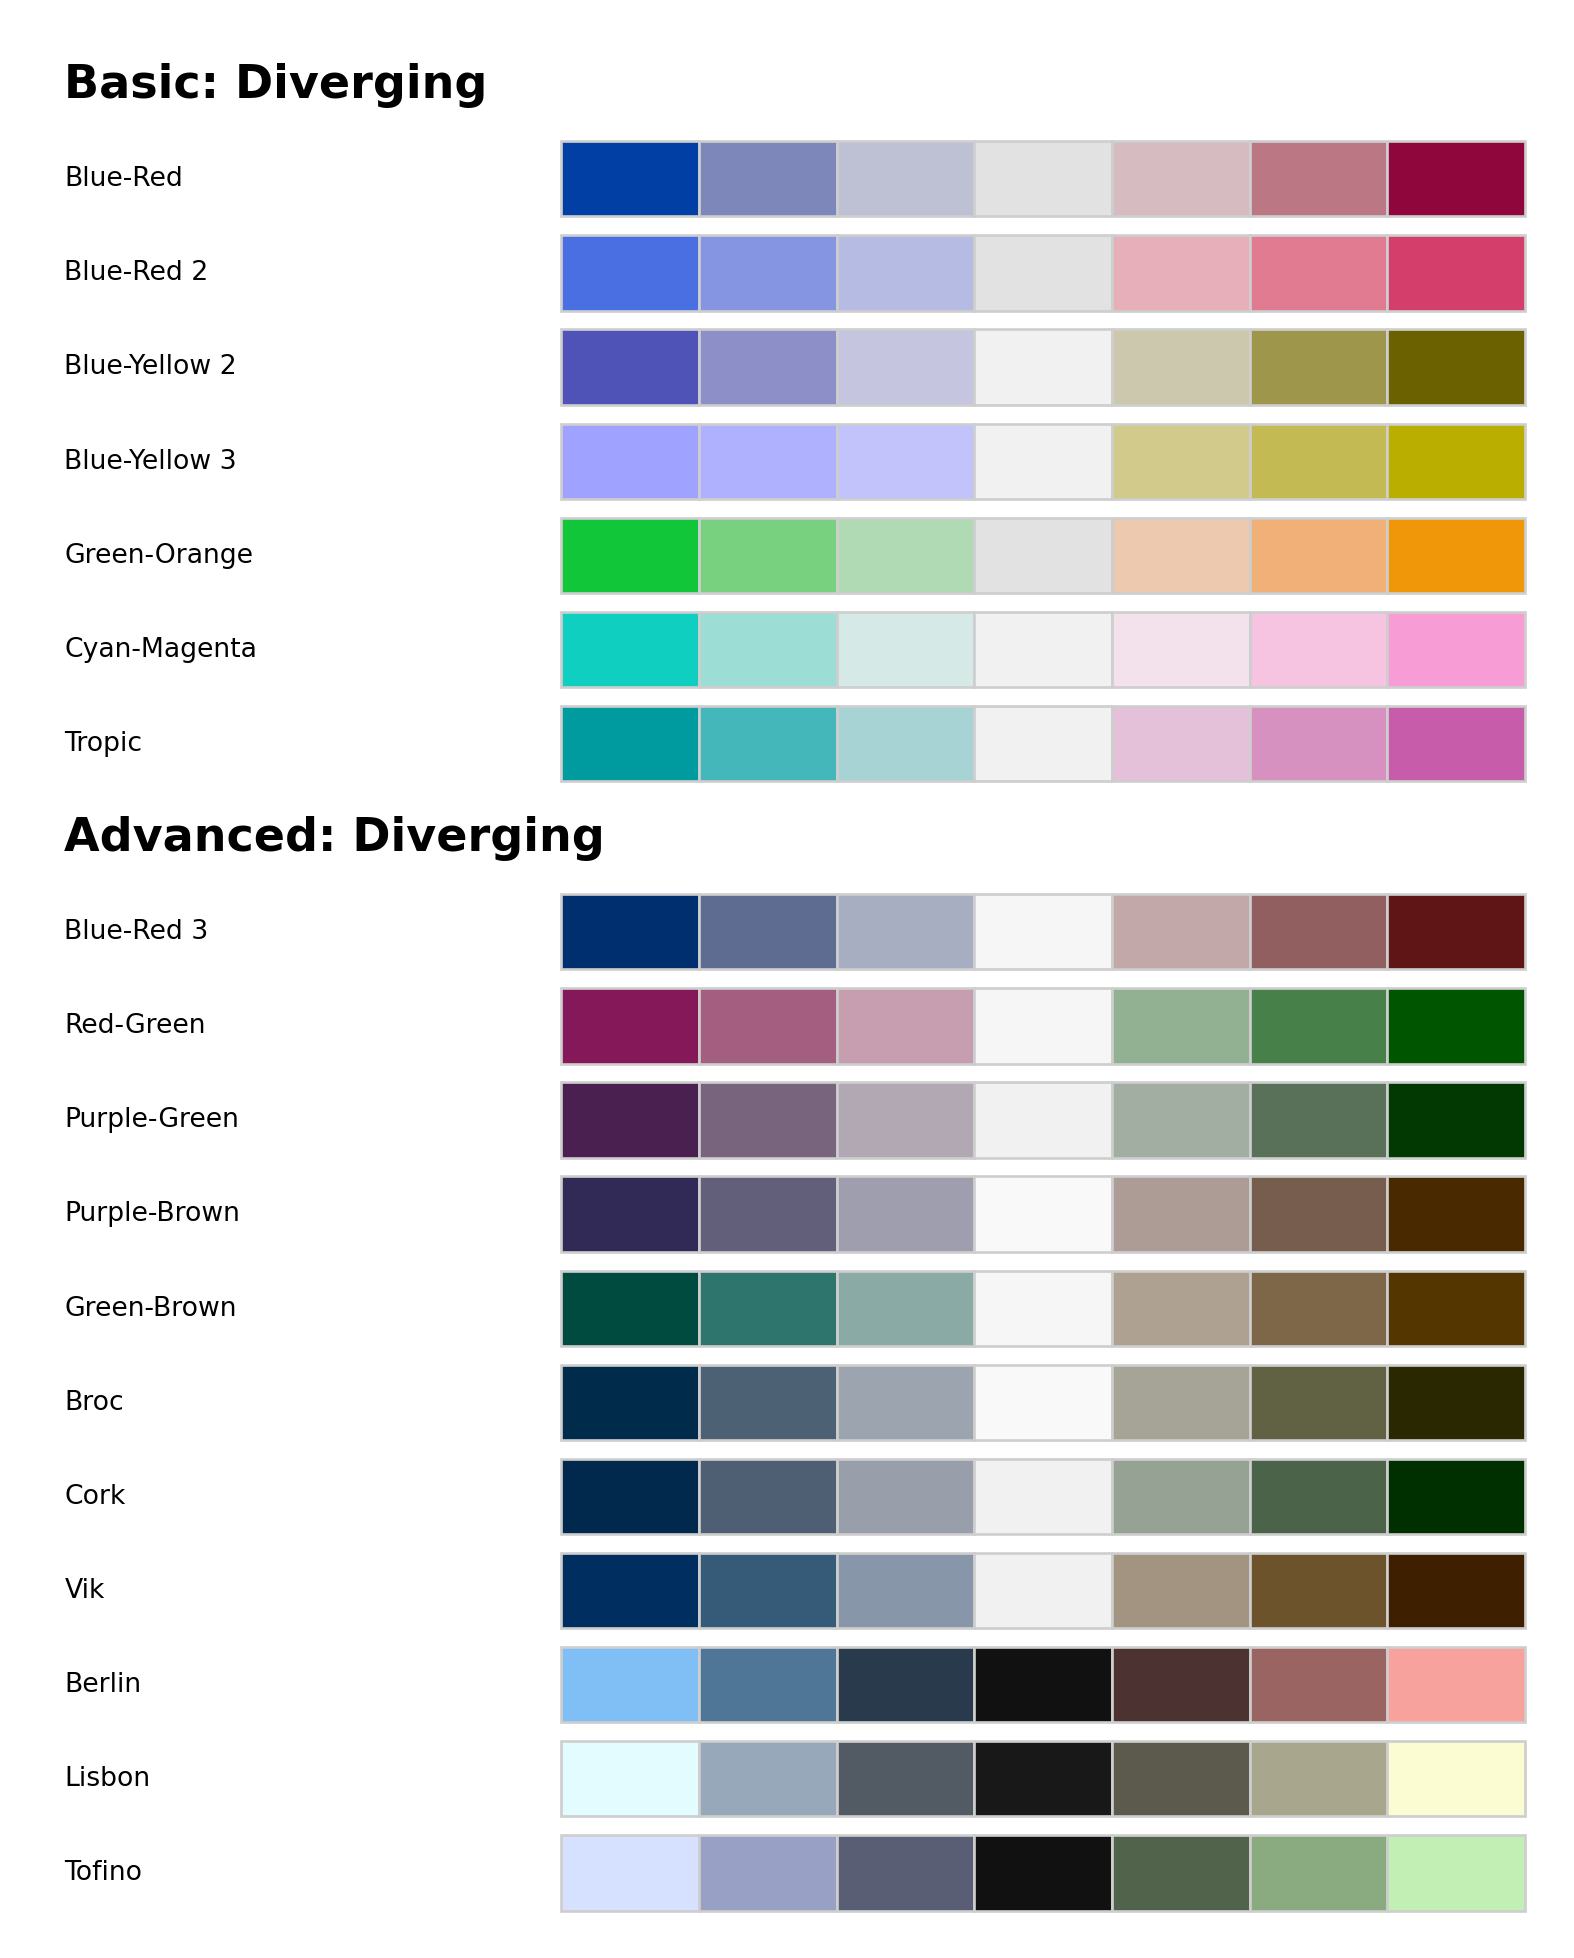 Basic: Diverging
Blue-Red
Blue-Red 2
Blue-Yellow 2
Blue-Yellow 3
Green-Orange
Cyan-Magenta
Tropic
Advanced: Diverging
Blue-Red 3
Red-Green
Purple-Green
Purple-Brown
Green-Brown
Broc
Cork
Vik
Berlin
Lisbon
Tofino